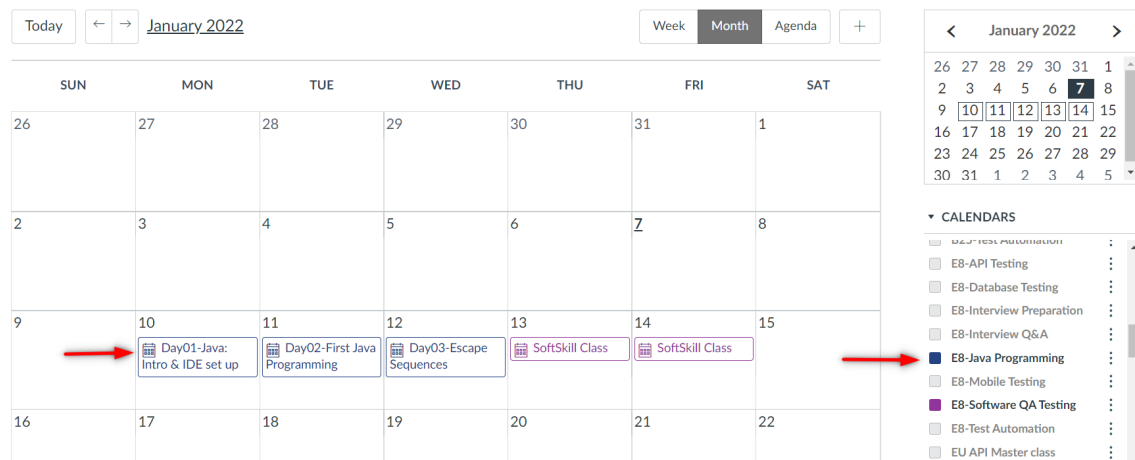 Today ← → January 2022 Week Month Agenda +
SUN MON TUE WED THU FRI SAT
26 27 28 29 30 31 1
2 3 4 5 6 7 8
9 10 11 12 13 14 15
Day01-Java: Day02-First Java Day03-Escape SoftSkill Class SoftSkill Class
Intro & IDE set up Programming Sequences
16 17 18 19 20 21 22
January 2022
26 27 28 29 30 31 1
2 3 4 5 6 7 8
9 10 11 12 13 14 15
16 17 18 19 20 21 22
23 24 25 26 27 28 29
30 31 1 2 3 4 5
CALENDARS
B25-Test Automation
E8-API Testing
E8-Database Testing
E8-Interview Preparation
E8-Interview Q&A
E8-Java Programming
E8-Mobile Testing
E8-Software QA Testing
E8-Test Automation
EU API Master class